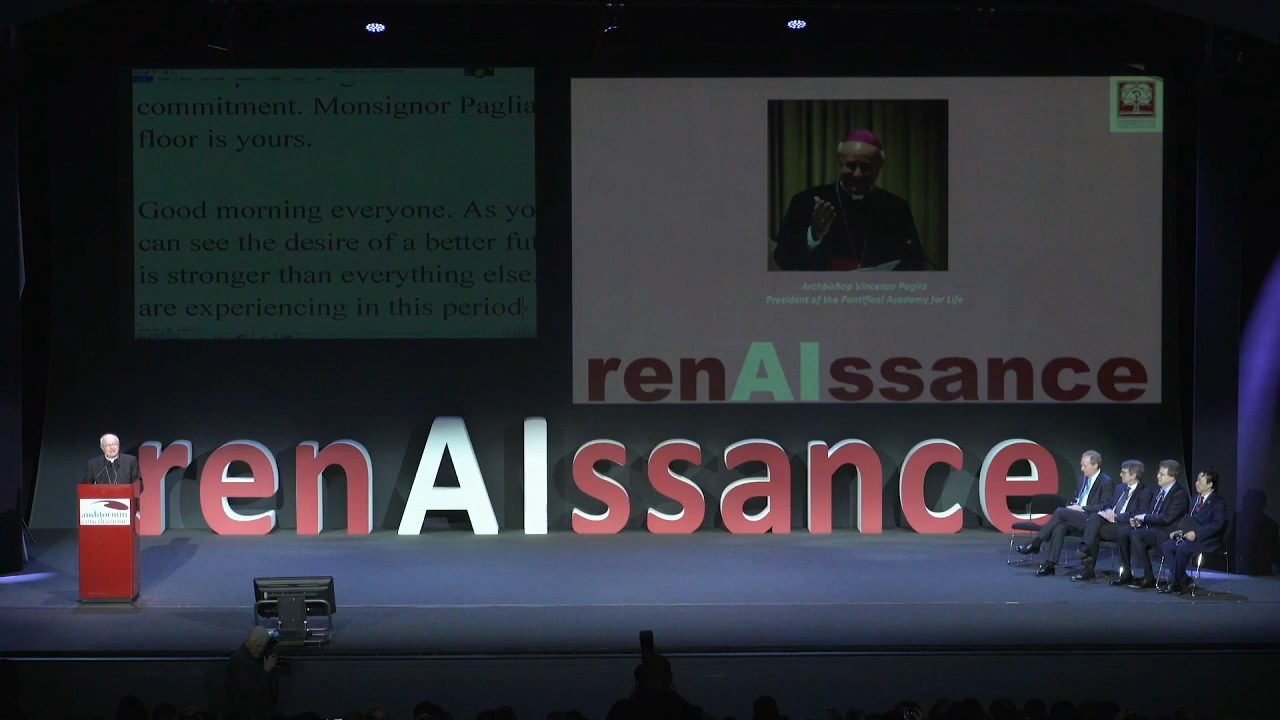 commitment. Monsignor Paglia
floor is yours.
Good morning everyone. As yo
can see the desire of a better fu
is stronger than everything else
are experiencing in this period
Archbishop Vincenzo Paglia
President of the Pontifical Academy for Life
renAIssance
renAIssance
auditorium
conciliazione